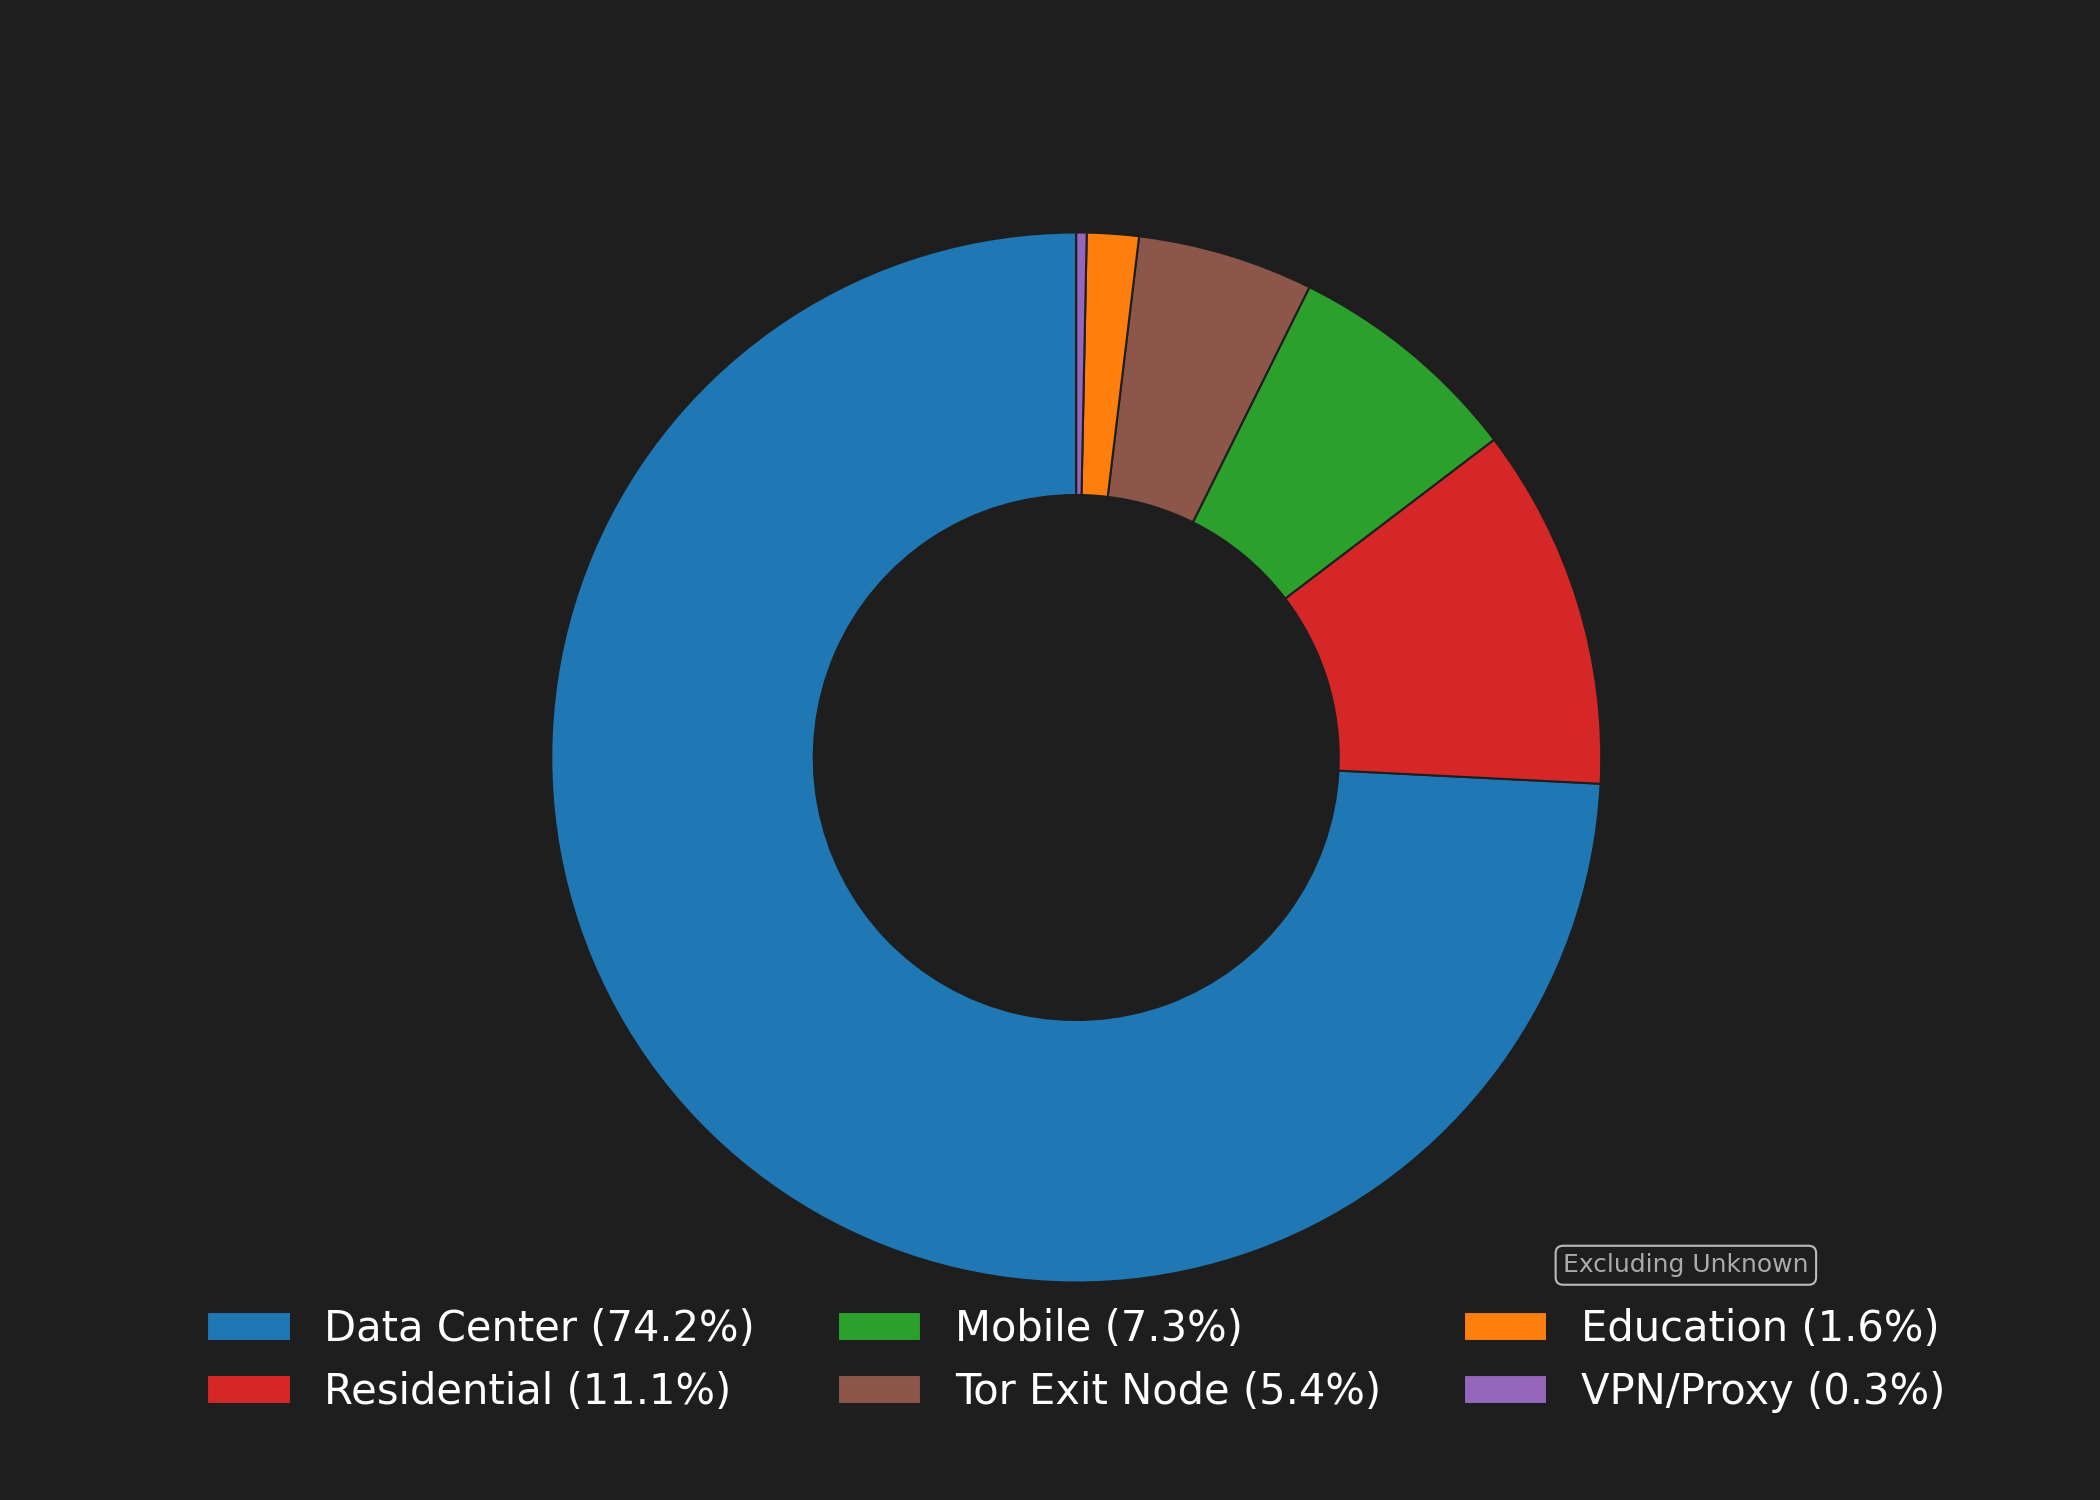 Excluding Unknown
Data Center (74.2%)
Residential (11.1%)
Mobile (7.3%)
Tor Exit Node (5.4%)
Education (1.6%)
VPN/Proxy (0.3%)